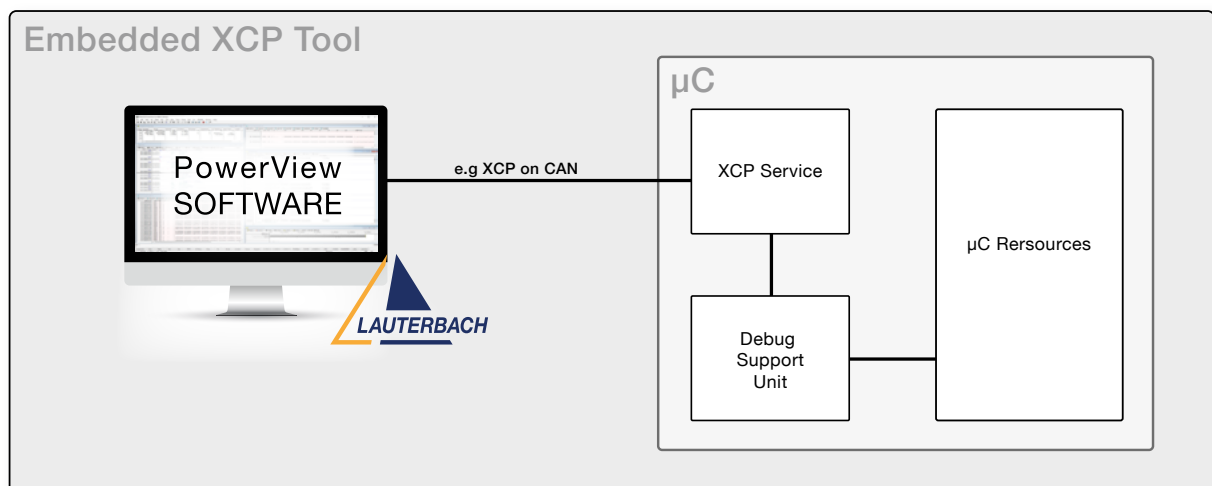 Embedded XCP Tool
µC
PowerView
SOFTWARE
e.g XCP on CAN
XCP Service
µC Rersources
LAUTERBACH
Debug
Support
Unit